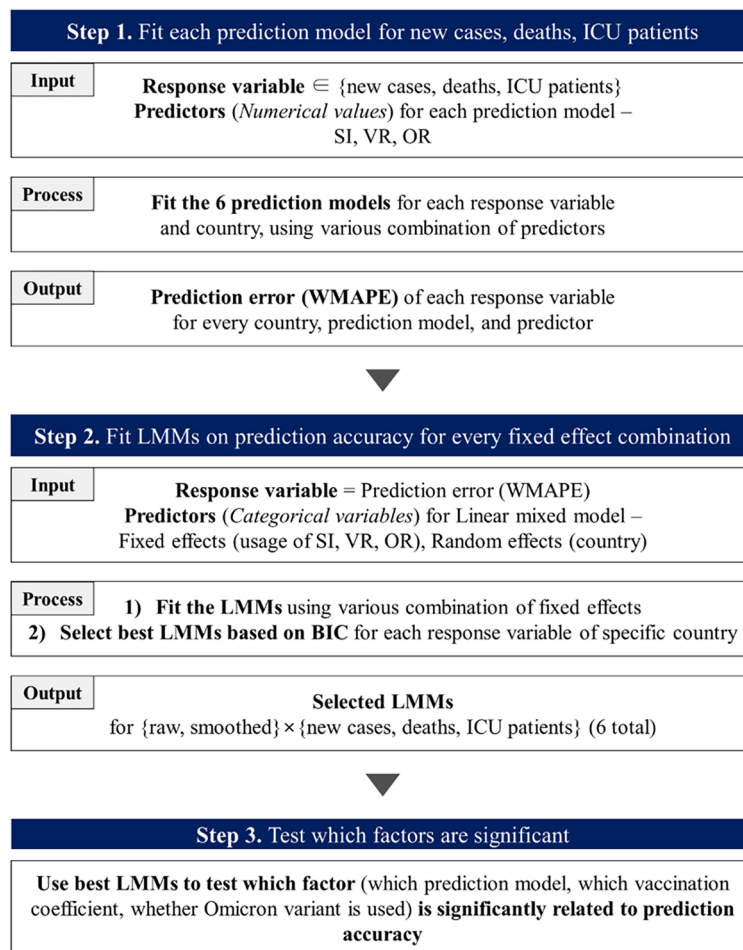 Step 1. Fit each prediction model for new cases, deaths, ICU patients
Input
Response variable ∈ {new cases, deaths, ICU patients}
Predictors (Numerical values) for each prediction model –
SI, VR, OR
Process
Fit the 6 prediction models for each response variable
and country, using various combination of predictors
Output
Prediction error (WMAPE) of each response variable
for every country, prediction model, and predictor
Step 2. Fit LMMs on prediction accuracy for every fixed effect combination
Input
Response variable = Prediction error (WMAPE)
Predictors (Categorical variables) for Linear mixed model –
Fixed effects (usage of SI, VR, OR), Random effects (country)
Process
1) Fit the LMMs using various combination of fixed effects
2) Select best LMMs based on BIC for each response variable of specific country
Output
Selected LMMs
for {raw, smoothed}×{new cases, deaths, ICU patients} (6 total)
Step 3. Test which factors are significant
Use best LMMs to test which factor (which prediction model, which vaccination
coefficient, whether Omicron variant is used) is significantly related to prediction
accuracy